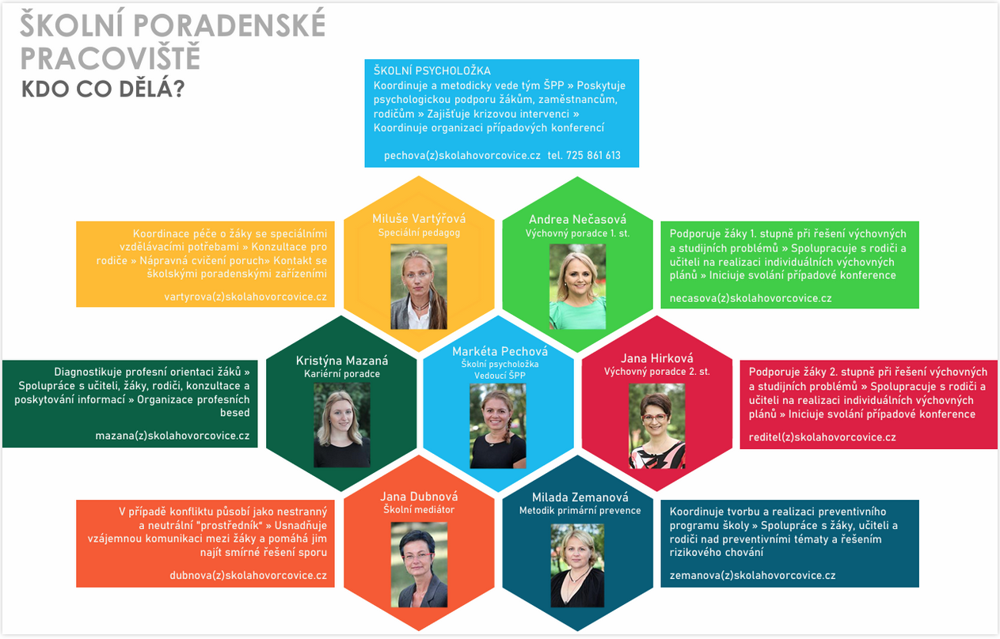 ŠKOLNÍ PORADENSKÉ
PRACOVIŠTĚ
KDO CO DĚLÁ?
ŠKOLNÍ PSYCHOLOŽKA
Koordinuje a metodicky vede tým ŠPP » Poskytuje
psychologickou podporu žákům, zaměstnancům,
rodičům » Zajišťuje krizovou intervenci »
Koordinuje organizaci případových konferencí
pechova(z)skolahovorcovice.cz tel. 725 861 613
Koordinace péče o žáky se speciálními
vzdělávacími potřebami » Konzultace pro
rodiče » Nápravná cvičení poruch» Kontakt se
školskými poradenskými zařízeními
vartyrova(z)skolahovorcovice.cz
Miluše Vartýřová
Speciální pedagog
Andrea Nečasová
Výchovný poradce 1. st.
Podporuje žáky 1. stupně při řešení výchovných
a studijních problémů » Spolupracuje s rodiči a
učiteli na realizaci individuálních výchovných
plánů » Iniciuje svolání případové konference
necasova(z)skolahovorcovice.cz
Diagnostikuje profesní orientaci žáků »
Spolupráce s učiteli, žáky, rodiči, konzultace a
poskytování informací » Organizace profesních
besed
mazana(z)skolahovorcovice.cz
Kristýna Mazaná
Kariérní poradce
Markéta Pechová
Školní psycholožka
Vedoucí ŠPP
Jana Hirková
Výchovný poradce 2. st.
Podporuje žáky 2. stupně při řešení výchovných
a studijních problémů » Spolupracuje s rodiči a
učiteli na realizaci individuálních výchovných
plánů » Iniciuje svolání případové konference
reditel(z)skolahovorcovice.cz
V případě konfliktu působí jako nestranný
a neutrální "prostředník" » Usnadňuje
vzájemnou komunikaci mezi žáky a pomáhá jim
najít smírné řešení sporu
dubnova(z)skolahovorcovice.cz
Jana Dubnová
Školní mediátor
Milada Zemanová
Metodik primární prevence
Koordinuje tvorbu a realizaci preventivního
programu školy » Spolupráce s žáky, učiteli a
rodiči nad preventivními tématy a řešením
rizikového chování
zemanova(z)skolahovorcovice.cz